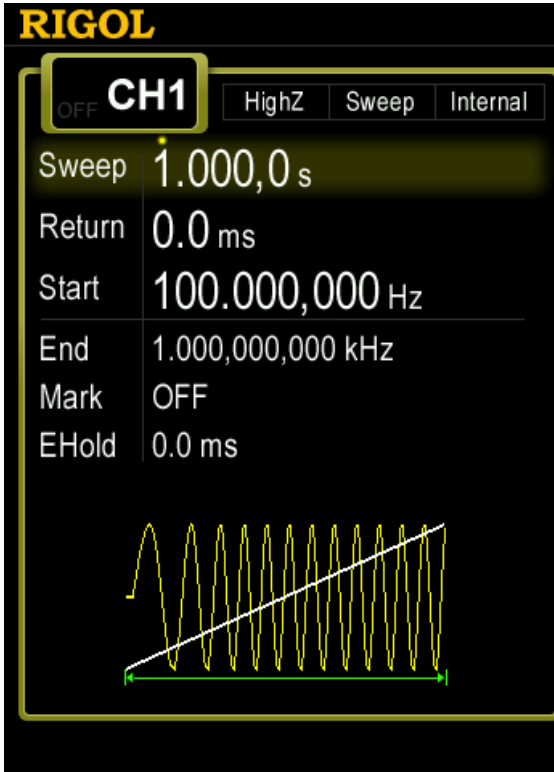 RIGOL
OFF CH1 HighZ Sweep Internal
Sweep 1.000,0 s
Return 0.0 ms
Start 100.000,000 Hz
End 1.000,000,000 kHz
Mark OFF
EHold 0.0 ms